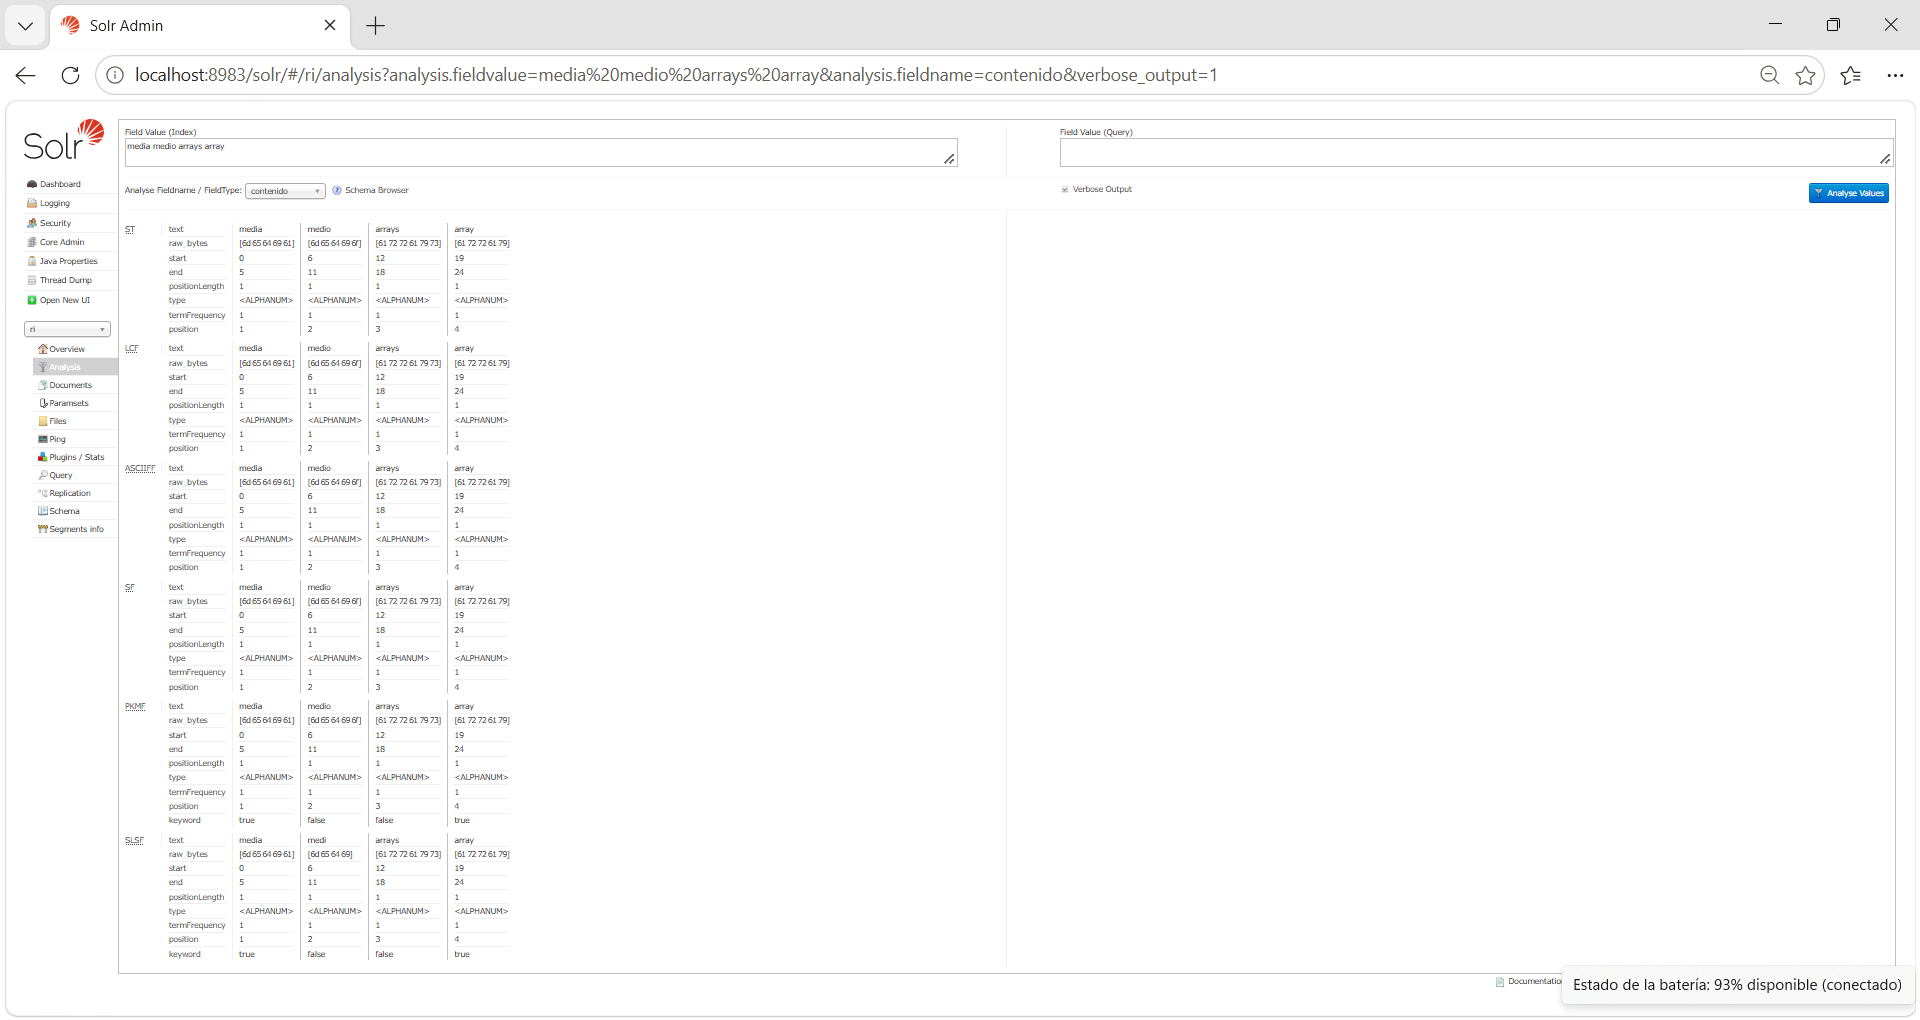 Solr Admin
localhost:8983/solr/#/ri/analysis?analysis.fieldvalue=media%20medio%20arrays%20array&analysis.fieldname=contenido&verbose_output=1
Solr
Dashboard
Logging
Security
Core Admin
Java Properties
Thread Dump
Open New UI
ri
Overview
Analysis
Documents
Paramsets
Files
Ping
Plugins / Stats
Query
Replication
Schema
Segments info
Field Value (Index)
media medio arrays array
Field Value (Query)
Analyse Fieldname / FieldType: contenido Schema Browser
Verbose Output
Analyse Values
ST text media medio arrays array
raw_bytes [6d 65 64 69 61] [6d 65 64 69 6f] [61 72 72 61 79 73] [61 72 72 61 79]
start 0 6 12 19
end 5 11 18 24
positionLength 1 1 1 1
type <ALPHANUM> <ALPHANUM> <ALPHANUM> <ALPHANUM>
termFrequency 1 1 1 1
position 1 2 3 4
LCF text media medio arrays array
raw_bytes [6d 65 64 69 61] [6d 65 64 69 6f] [61 72 72 61 79 73] [61 72 72 61 79]
start 0 6 12 19
end 5 11 18 24
positionLength 1 1 1 1
type <ALPHANUM> <ALPHANUM> <ALPHANUM> <ALPHANUM>
termFrequency 1 1 1 1
position 1 2 3 4
ASCIIFF text media medio arrays array
raw_bytes [6d 65 64 69 61] [6d 65 64 69 6f] [61 72 72 61 79 73] [61 72 72 61 79]
start 0 6 12 19
end 5 11 18 24
positionLength 1 1 1 1
type <ALPHANUM> <ALPHANUM> <ALPHANUM> <ALPHANUM>
termFrequency 1 1 1 1
position 1 2 3 4
SF text media medio arrays array
raw_bytes [6d 65 64 69 61] [6d 65 64 69 6f] [61 72 72 61 79 73] [61 72 72 61 79]
start 0 6 12 19
end 5 11 18 24
positionLength 1 1 1 1
type <ALPHANUM> <ALPHANUM> <ALPHANUM> <ALPHANUM>
termFrequency 1 1 1 1
position 1 2 3 4
PKMF text media medio arrays array
raw_bytes [6d 65 64 69 61] [6d 65 64 69 6f] [61 72 72 61 79 73] [61 72 72 61 79]
start 0 6 12 19
end 5 11 18 24
positionLength 1 1 1 1
type <ALPHANUM> <ALPHANUM> <ALPHANUM> <ALPHANUM>
termFrequency 1 1 1 1
position 1 2 3 4
keyword true false false true
SLSF text media medi arrays array
raw_bytes [6d 65 64 69 61] [6d 65 64 69] [61 72 72 61 79 73] [61 72 72 61 79]
start 0 6 12 19
end 5 11 18 24
positionLength 1 1 1 1
type <ALPHANUM> <ALPHANUM> <ALPHANUM> <ALPHANUM>
termFrequency 1 1 1 1
position 1 2 3 4
keyword true false false true
Documentatio
Estado de la batería: 93% disponible (conectado)